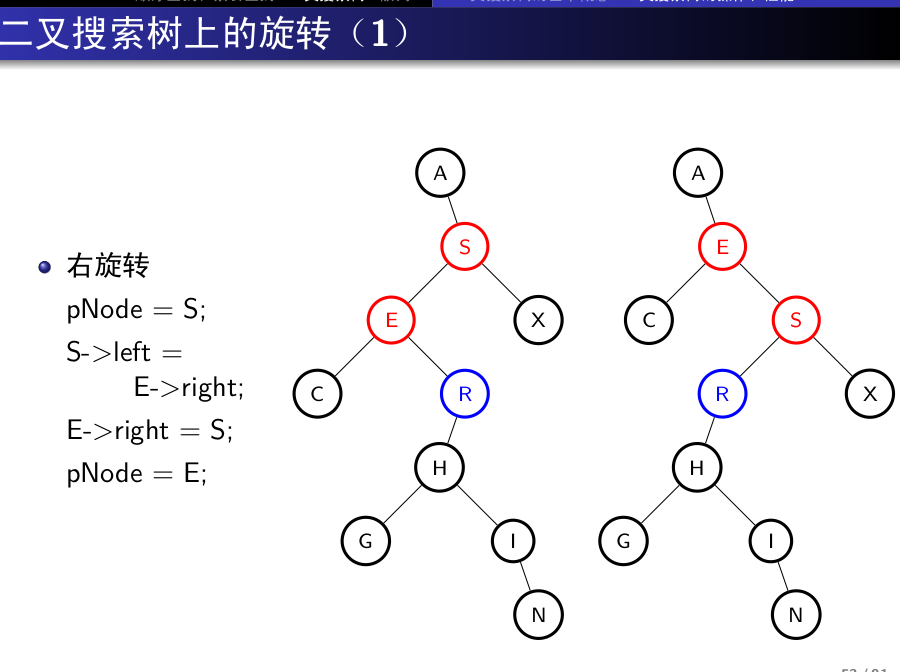 二叉搜索树上的旋转（1）
右旋转
pNode = S;
S->left =
E->right;
E->right = S;
pNode = E;
A
S
E
X
C
R
H
G
I
N
A
E
C
S
R
X
H
G
I
N